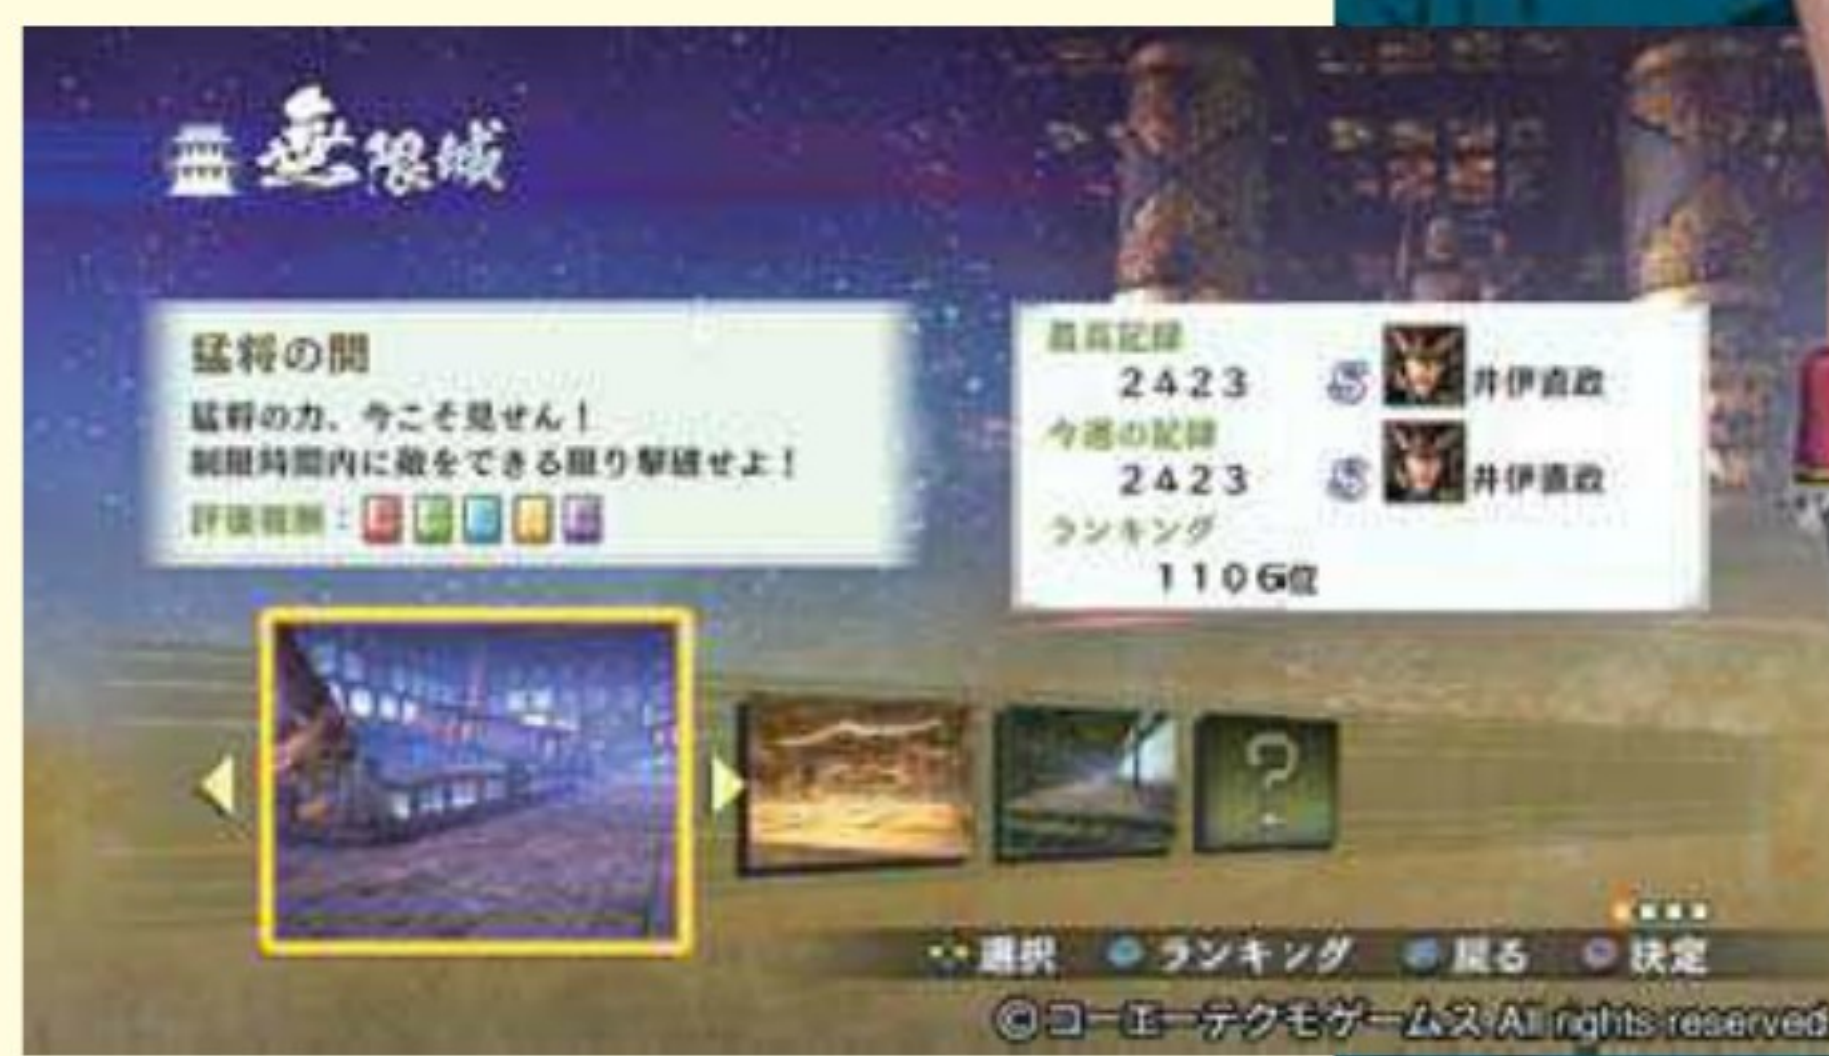 無限城
猛将の間
猛将の力、今こそ見せん！
制限時間内に敵をできる限り撃破せよ！
評価報酬：
最高記録
2423 井伊直政
今週の記録
2423 井伊直政
ランキング
1106位
?
選択 ランキング 戻る 決定
©コーエーテクモゲームス All rights reserved